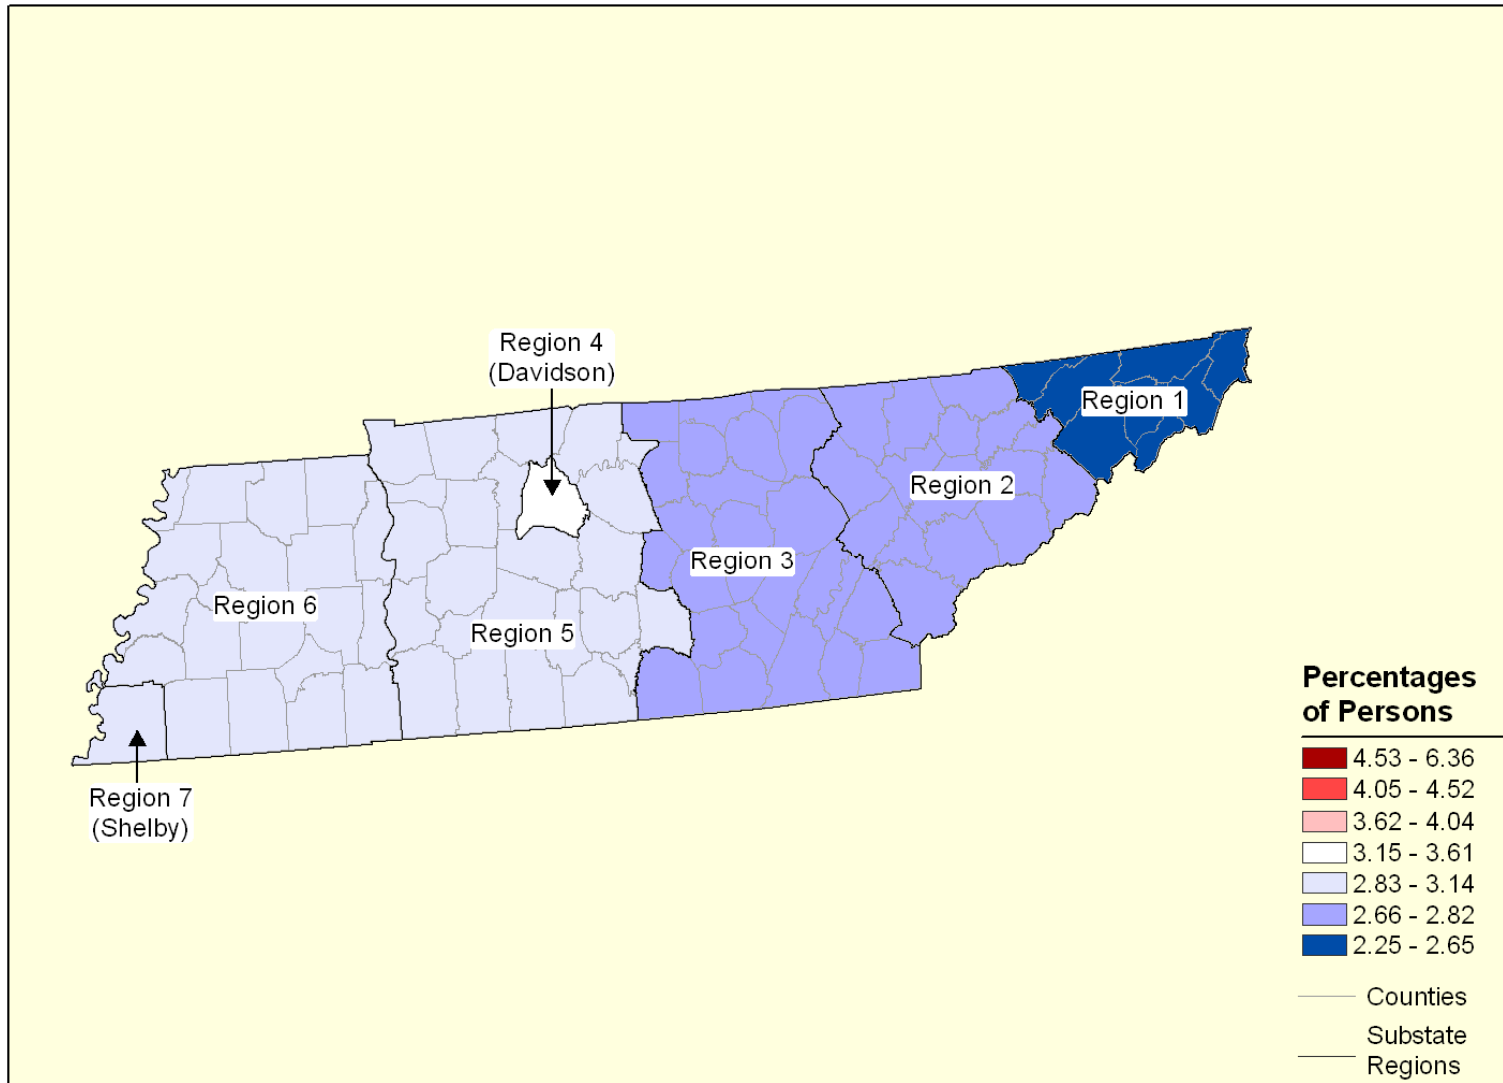 Region 4
(Davidson)
Region 1
Region 2
Region 3
Region 6
Region 5
Region 7
(Shelby)
Percentages
of Persons
4.53 - 6.36
4.05 - 4.52
3.62 - 4.04
3.15 - 3.61
2.83 - 3.14
2.66 - 2.82
2.25 - 2.65
Counties
Substate
Regions